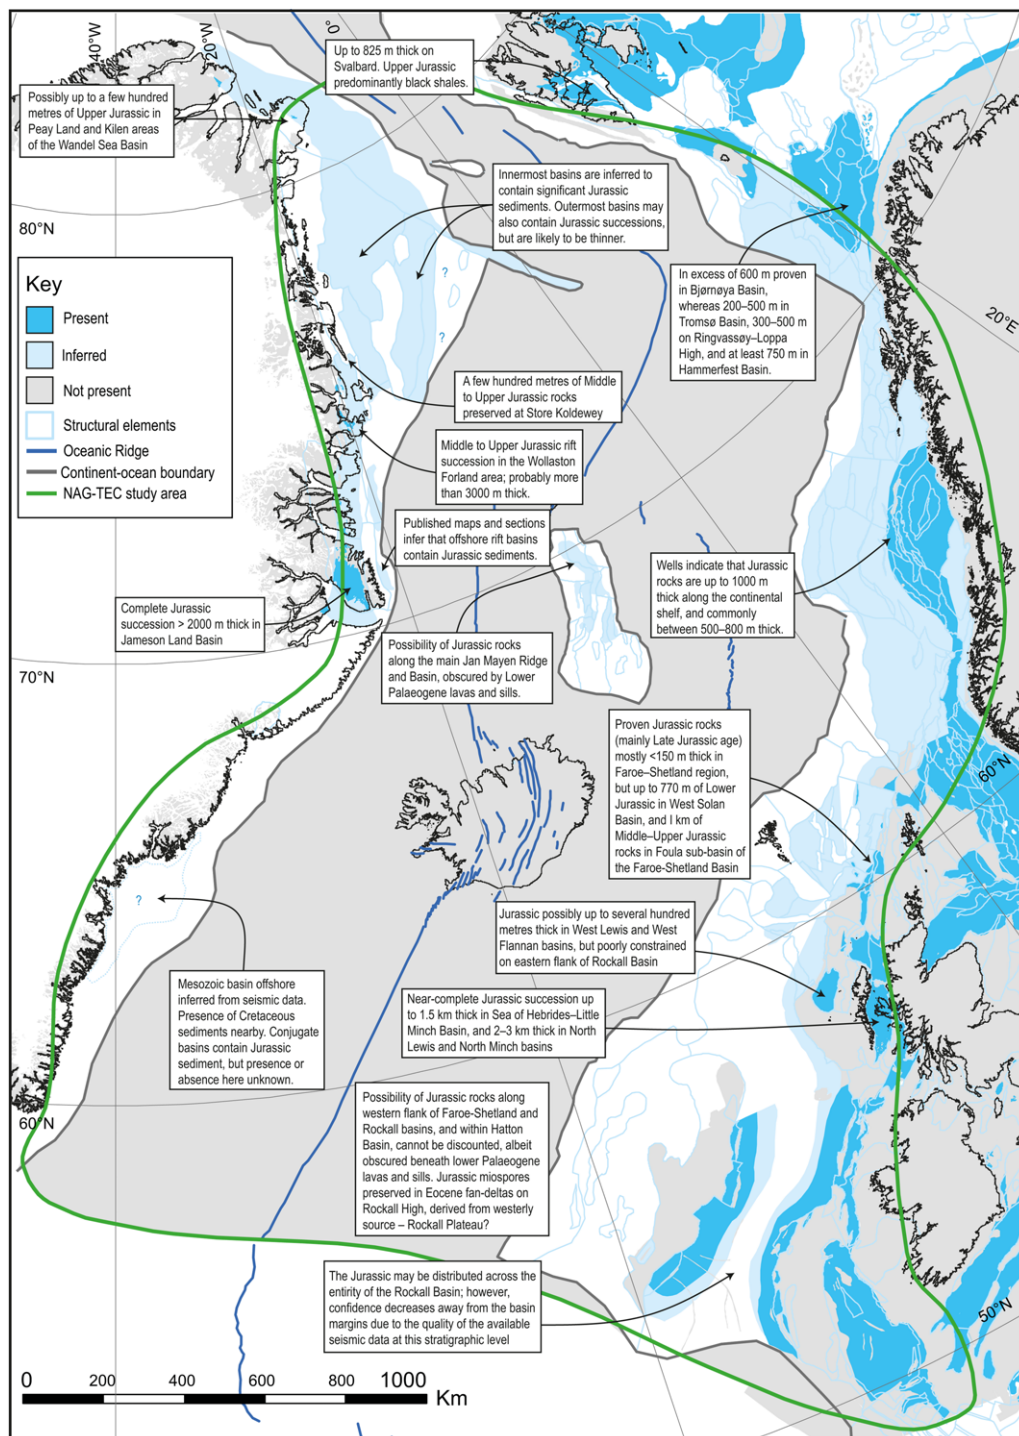 40°W
20°W
0°
Up to 825 m thick on
Svalbard. Upper Jurassic
predominantly black shales.
Possibly up to a few hundred
metres of Upper Jurassic in
Peay Land and Kilen areas
of the Wandel Sea Basin
Innermost basins are inferred to
contain significant Jurassic
sediments. Outermost basins may
also contain Jurassic successions,
but are likely to be thinner.
80°N
?
?
In excess of 600 m proven
in Bjørnøya Basin,
whereas 200–500 m in
Tromsø Basin, 300–500 m
on Ringvassøy–Loppa
High, and at least 750 m in
Hammerfest Basin.
20°E
Key
Present
Inferred
Not present
Structural elements
Oceanic Ridge
Continent-ocean boundary
NAG-TEC study area
A few hundred metres of Middle
to Upper Jurassic rocks
preserved at Store Koldewey
Middle to Upper Jurassic rift
succession in the Wollaston
Forland area; probably more
than 3000 m thick.
Published maps and sections
infer that offshore rift basins
contain Jurassic sediments.
Wells indicate that Jurassic
rocks are up to 1000 m
thick along the continental
shelf, and commonly
between 500–800 m thick.
Complete Jurassic
succession > 2000 m thick in
Jameson Land Basin
Possibility of Jurassic rocks
along the main Jan Mayen Ridge
and Basin, obscured by Lower
Palaeogene lavas and sills.
70°N
Proven Jurassic rocks
(mainly Late Jurassic age)
mostly <150 m thick in
Faroe–Shetland region,
but up to 770 m of Lower
Jurassic in West Solan
Basin, and I km of
Middle–Upper Jurassic
rocks in Foula sub-basin of
the Faroe-Shetland Basin
60°N
?
Jurassic possibly up to several hundred
metres thick in West Lewis and West
Flannan basins, but poorly constrained
on eastern flank of Rockall Basin
Mesozoic basin offshore
inferred from seismic data.
Presence of Cretaceous
sediments nearby. Conjugate
basins contain Jurassic
sediment, but presence or
absence here unknown.
Near-complete Jurassic succession up
to 1.5 km thick in Sea of Hebrides–Little
Minch Basin, and 2–3 km thick in North
Lewis and North Minch basins
60°N
Possibility of Jurassic rocks along
western flank of Faroe-Shetland and
Rockall basins, and within Hatton
Basin, cannot be discounted, albeit
obscured beneath lower Palaeogene
lavas and sills. Jurassic miospores
preserved in Eocene fan-deltas on
Rockall High, derived from westerly
source – Rockall Plateau?
The Jurassic may be distributed across the
entirity of the Rockall Basin; however,
confidence decreases away from the basin
margins due to the quality of the available
seismic data at this stratigraphic level
50°N
0 200 400 600 800 1000
Km